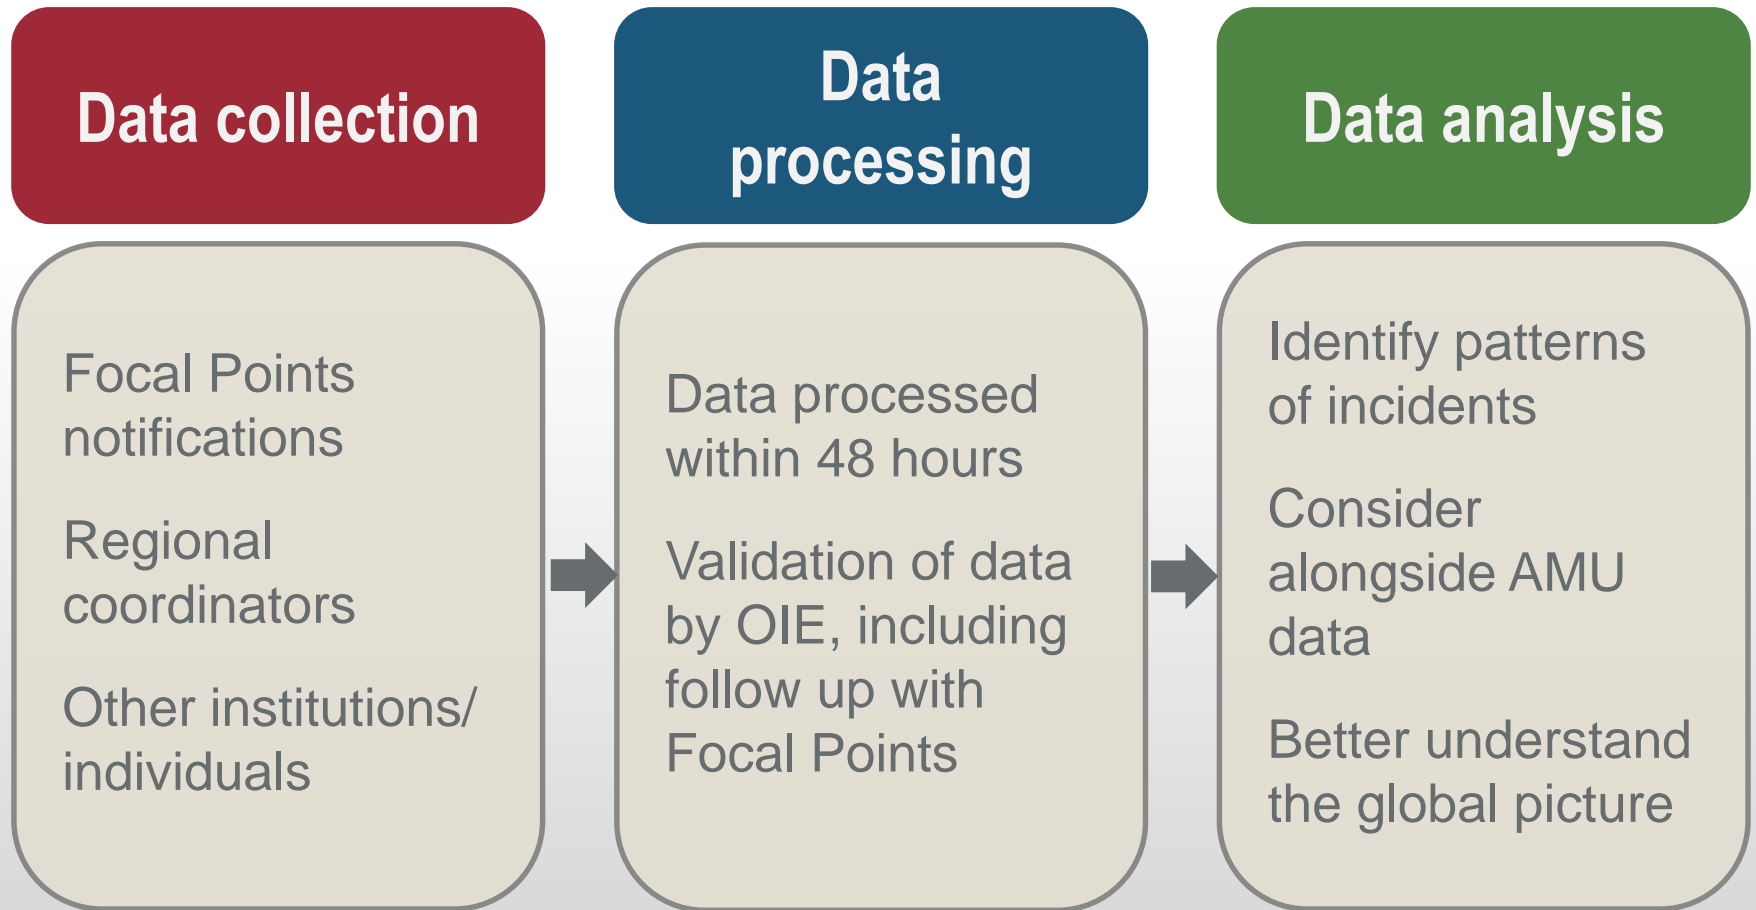 Data collection
Focal Points
notifications
Regional
coordinators
Other institutions/
individuals
Data
processing
Data processed
within 48 hours
Validation of data
by OIE, including
follow up with
Focal Points
Data analysis
Identify patterns
of incidents
Consider
alongside AMU
data
Better understand
the global picture